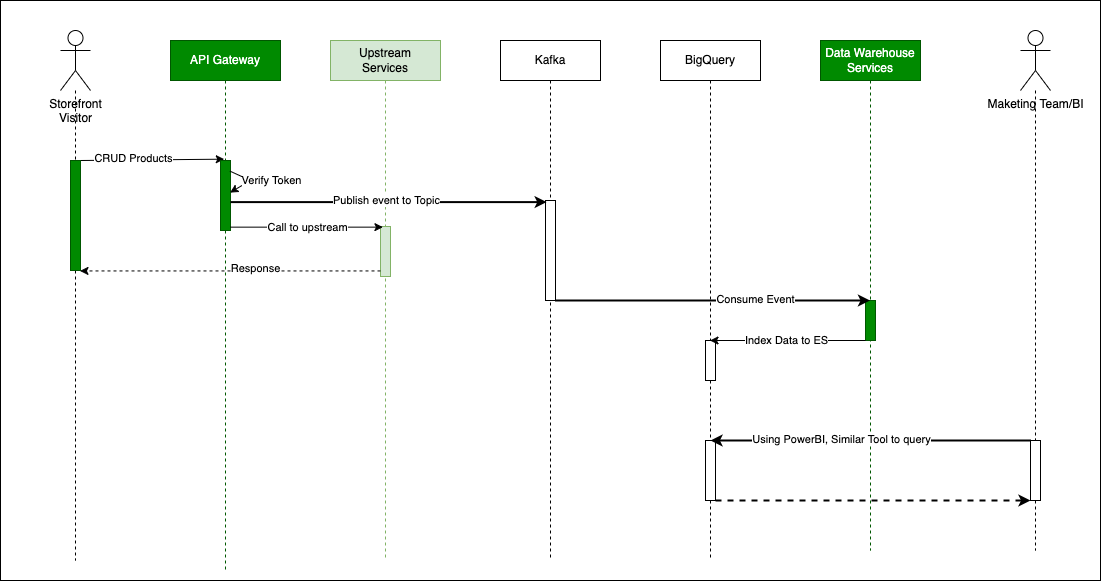 Storefront
Visitor
API Gateway
Upstream
Services
Kafka
BigQuery
Data Warehouse
Services
Maketing Team/BI
CRUD Products
Verify Token
Publish event to Topic
Call to upstream
Response
Consume Event
Index Data to ES
Using PowerBI, Similar Tool to query